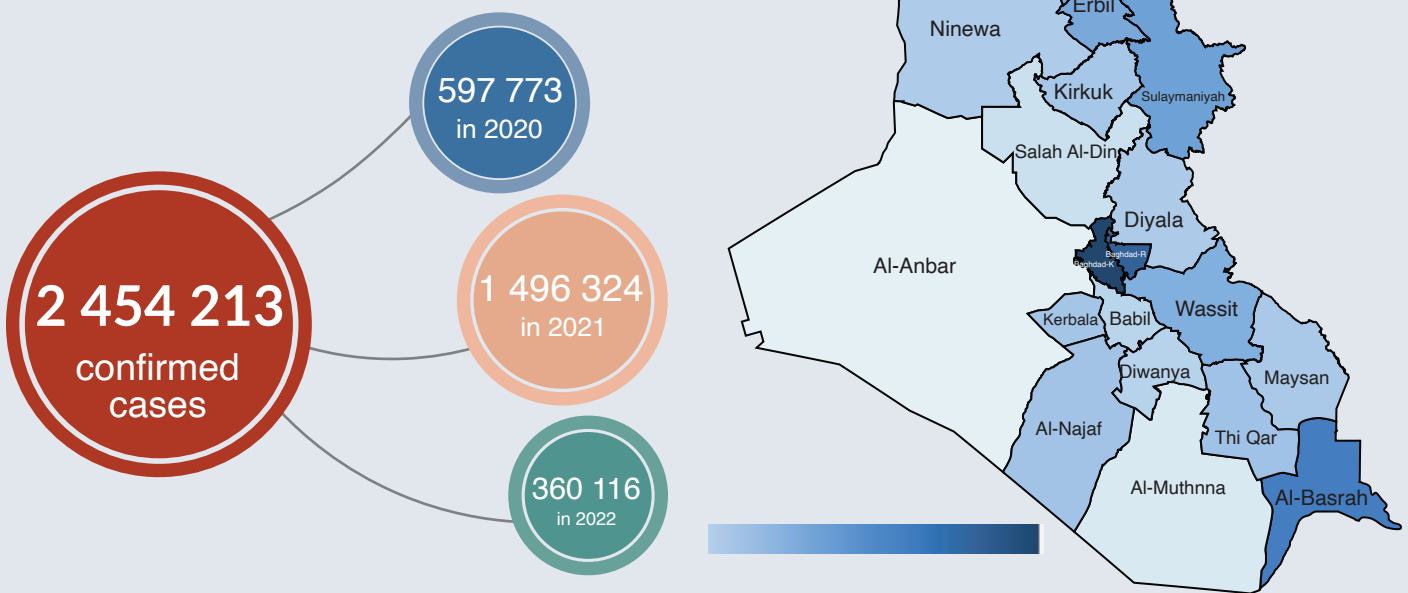 2 454 213
confirmed
cases
597 773
in 2020
1 496 324
in 2021
360 116
in 2022
Erbil
Ninewa
Kirkuk
Sulaymaniyah
Salah Al-Din
Diyala
Baghdad-R
Baghdad-K
Al-Anbar
Wassit
Kerbala
Babil
Diwanya
Maysan
Al-Najaf
Thi Qar
Al-Muthnna
Al-Basrah